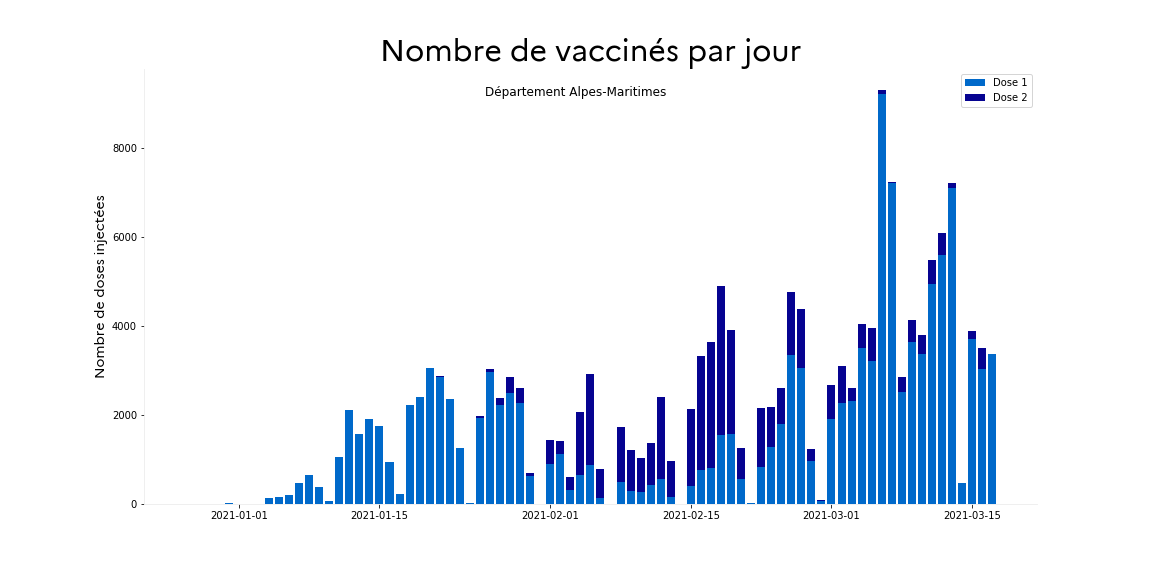 Nombre de vaccinés par jour
Département Alpes-Maritimes
Dose 1
Dose 2
Nombre de doses injectées
8000
6000
4000
2000
0
2021-01-01 2021-01-15 2021-02-01 2021-02-15 2021-03-01 2021-03-15